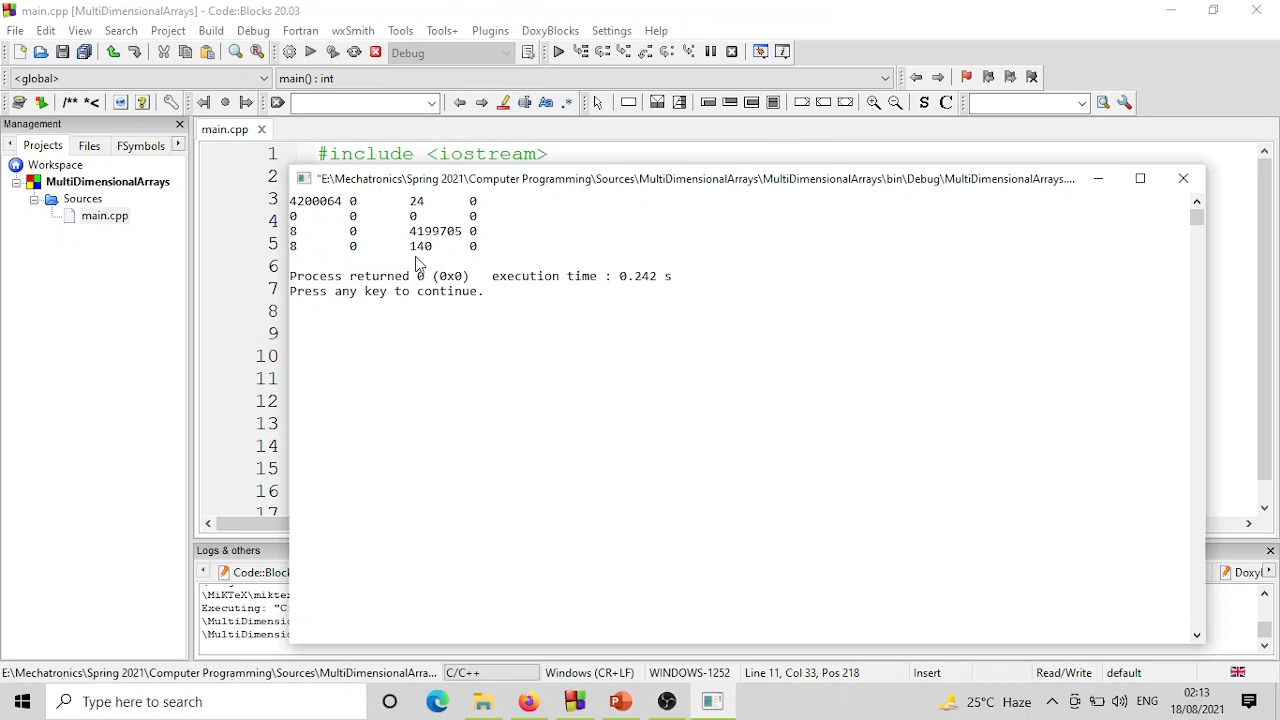 main.cpp [MultiDimensionalArrays] - Code::Blocks 20.03
File Edit View Search Project Build Debug Fortran wxSmith Tools Tools+ Plugins DoxyBlocks Settings Help
Debug
<global> main() : int
/** *< Aa .* S C
Management
main.cpp
Projects Files FSymbols
Workspace
MultiDimensionalArrays
Sources
main.cpp
1 #include <iostream>
2
3
4
5
6
7
8
9
10
11
12
13
14
15
16
17
"E:\Mechatronics\Spring 2021\Computer Programming\Sources\MultiDimensionalArrays\MultiDimensionalArrays\bin\Debug\MultiDimensionalArrays....
4200064 0 24 0
0 0 0 0
8 0 4199705 0
8 0 140 0
Process returned 0 (0x0) execution time : 0.242 s
Press any key to continue.
Logs & others
Code::Block
Doxyl
\MiKTeX\miktex
Executing: "C
\MultiDimensi
\MultiDimensi
E:\Mechatronics\Spring 2021\Computer Programming\Sources\MultiDimensionalArrays\MultiDimensionalA... C/C++ Windows (CR+LF) WINDOWS-1252 Line 11, Col 33, Pos 218 Insert Read/Write default
Type here to search
25°C Haze
ENG
02:13
18/08/2021